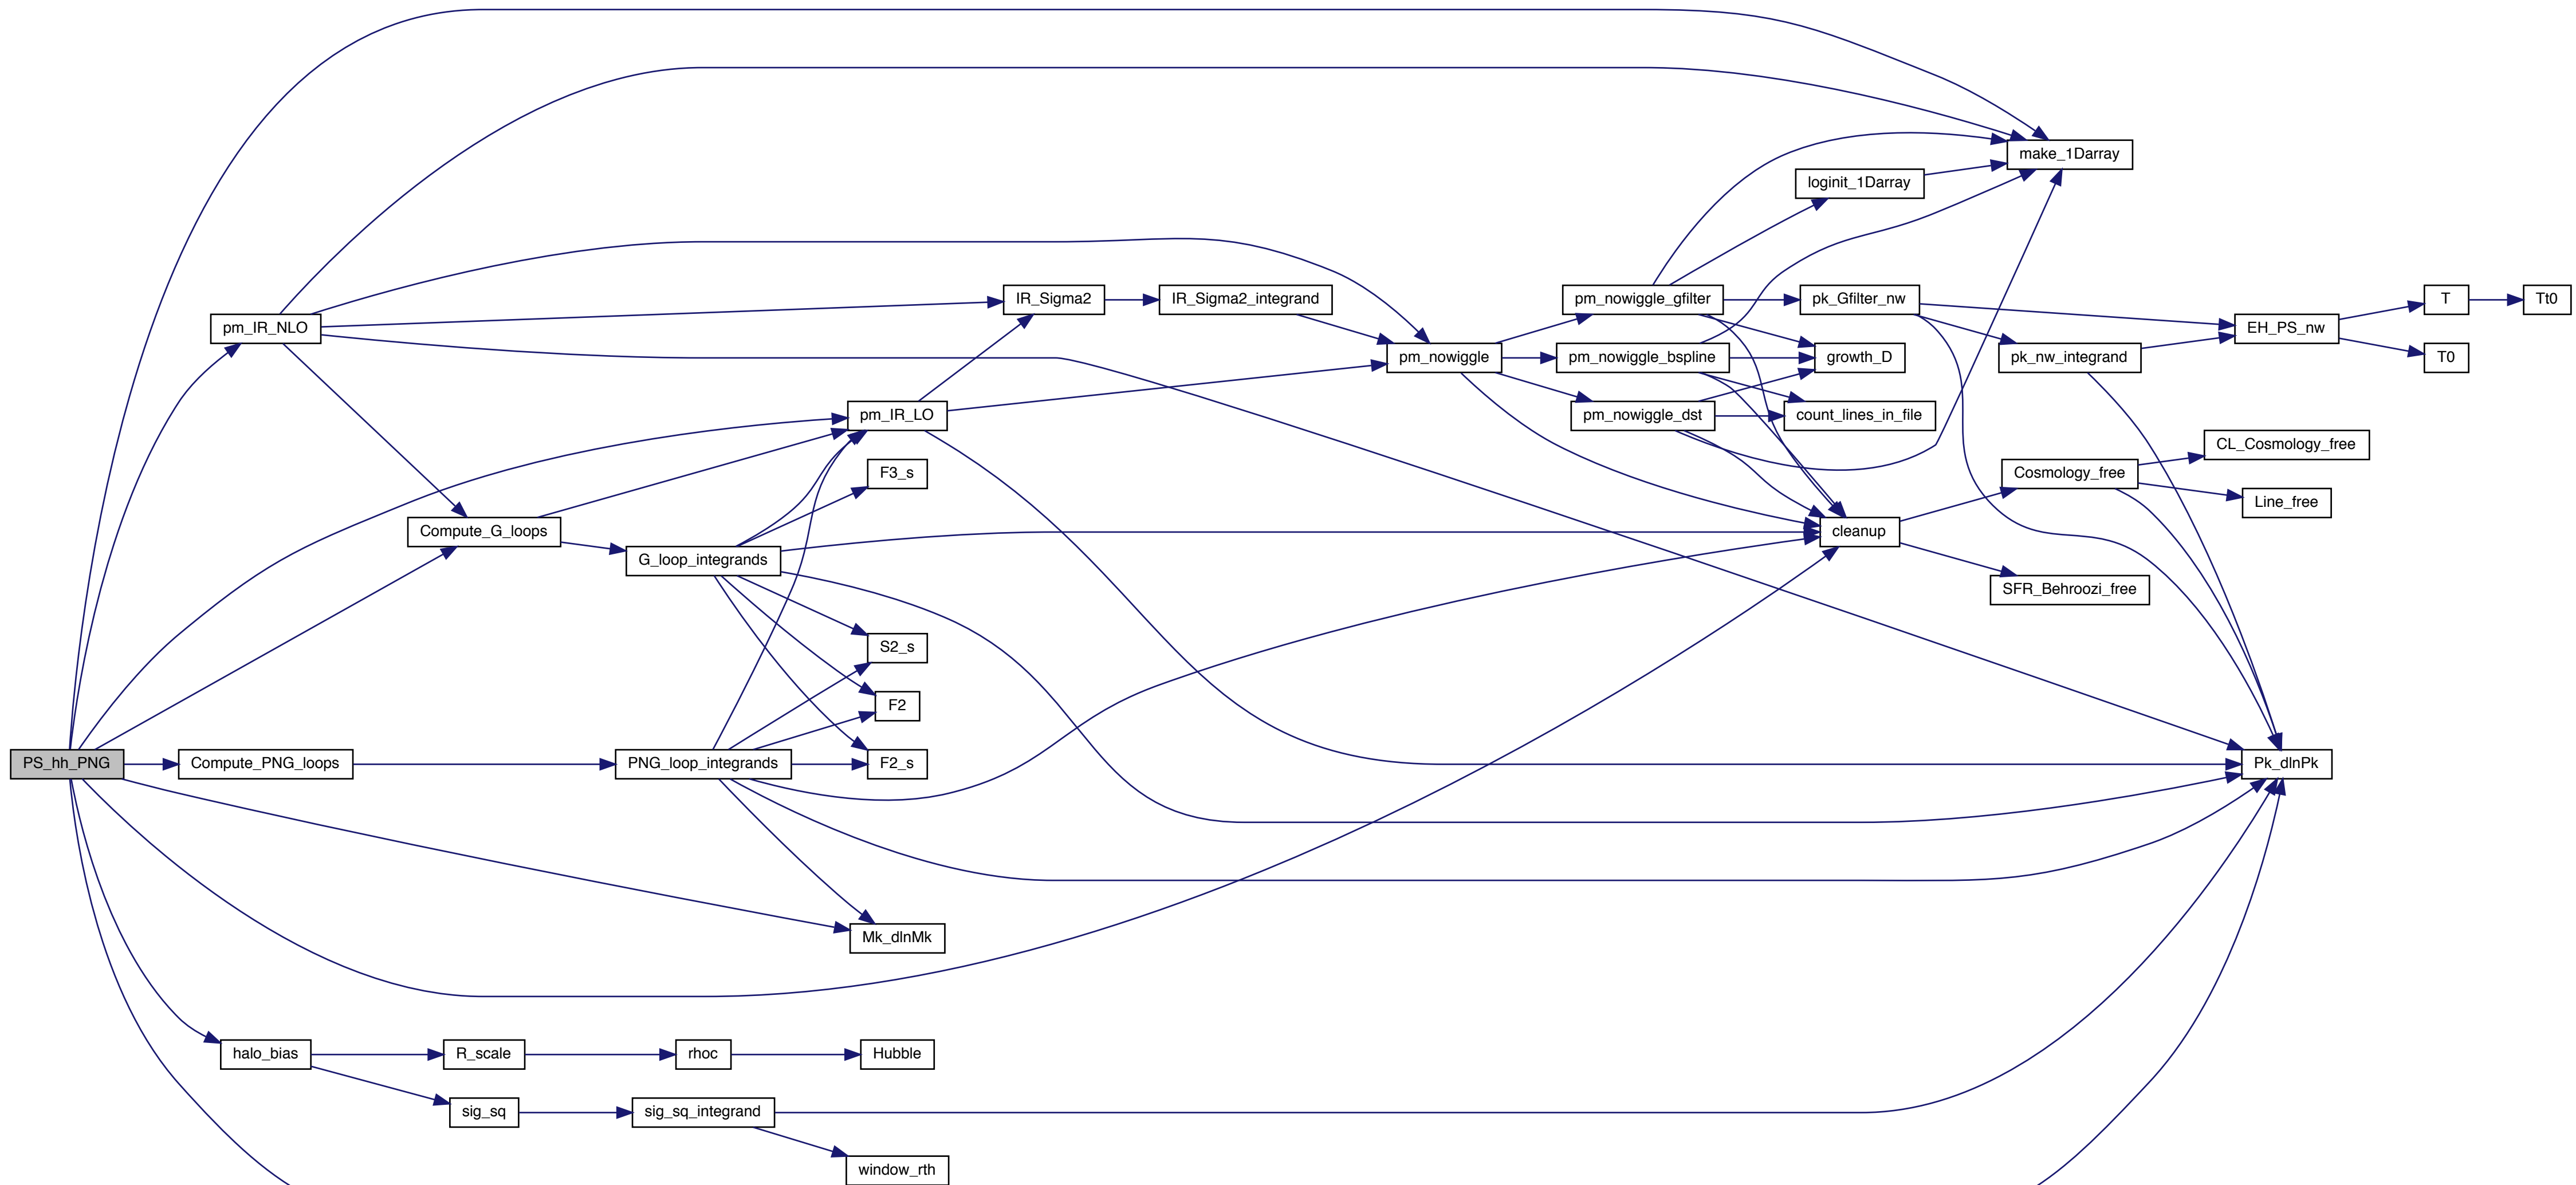 make_1Darray
loginit_1Darray
IR_Sigma2
IR_Sigma2_integrand
pm_nowiggle_gfilter
pk_Gfilter_nw
T
Tt0
pm_IR_NLO
EH_PS_nw
pm_nowiggle
pm_nowiggle_bspline
growth_D
pk_nw_integrand
T0
pm_IR_LO
pm_nowiggle_dst
count_lines_in_file
CL_Cosmology_free
F3_s
Cosmology_free
Line_free
Compute_G_loops
cleanup
G_loop_integrands
SFR_Behroozi_free
S2_s
F2
PS_hh_PNG
Compute_PNG_loops
PNG_loop_integrands
F2_s
Pk_dlnPk
Mk_dlnMk
halo_bias
R_scale
rhoc
Hubble
sig_sq
sig_sq_integrand
window_rth